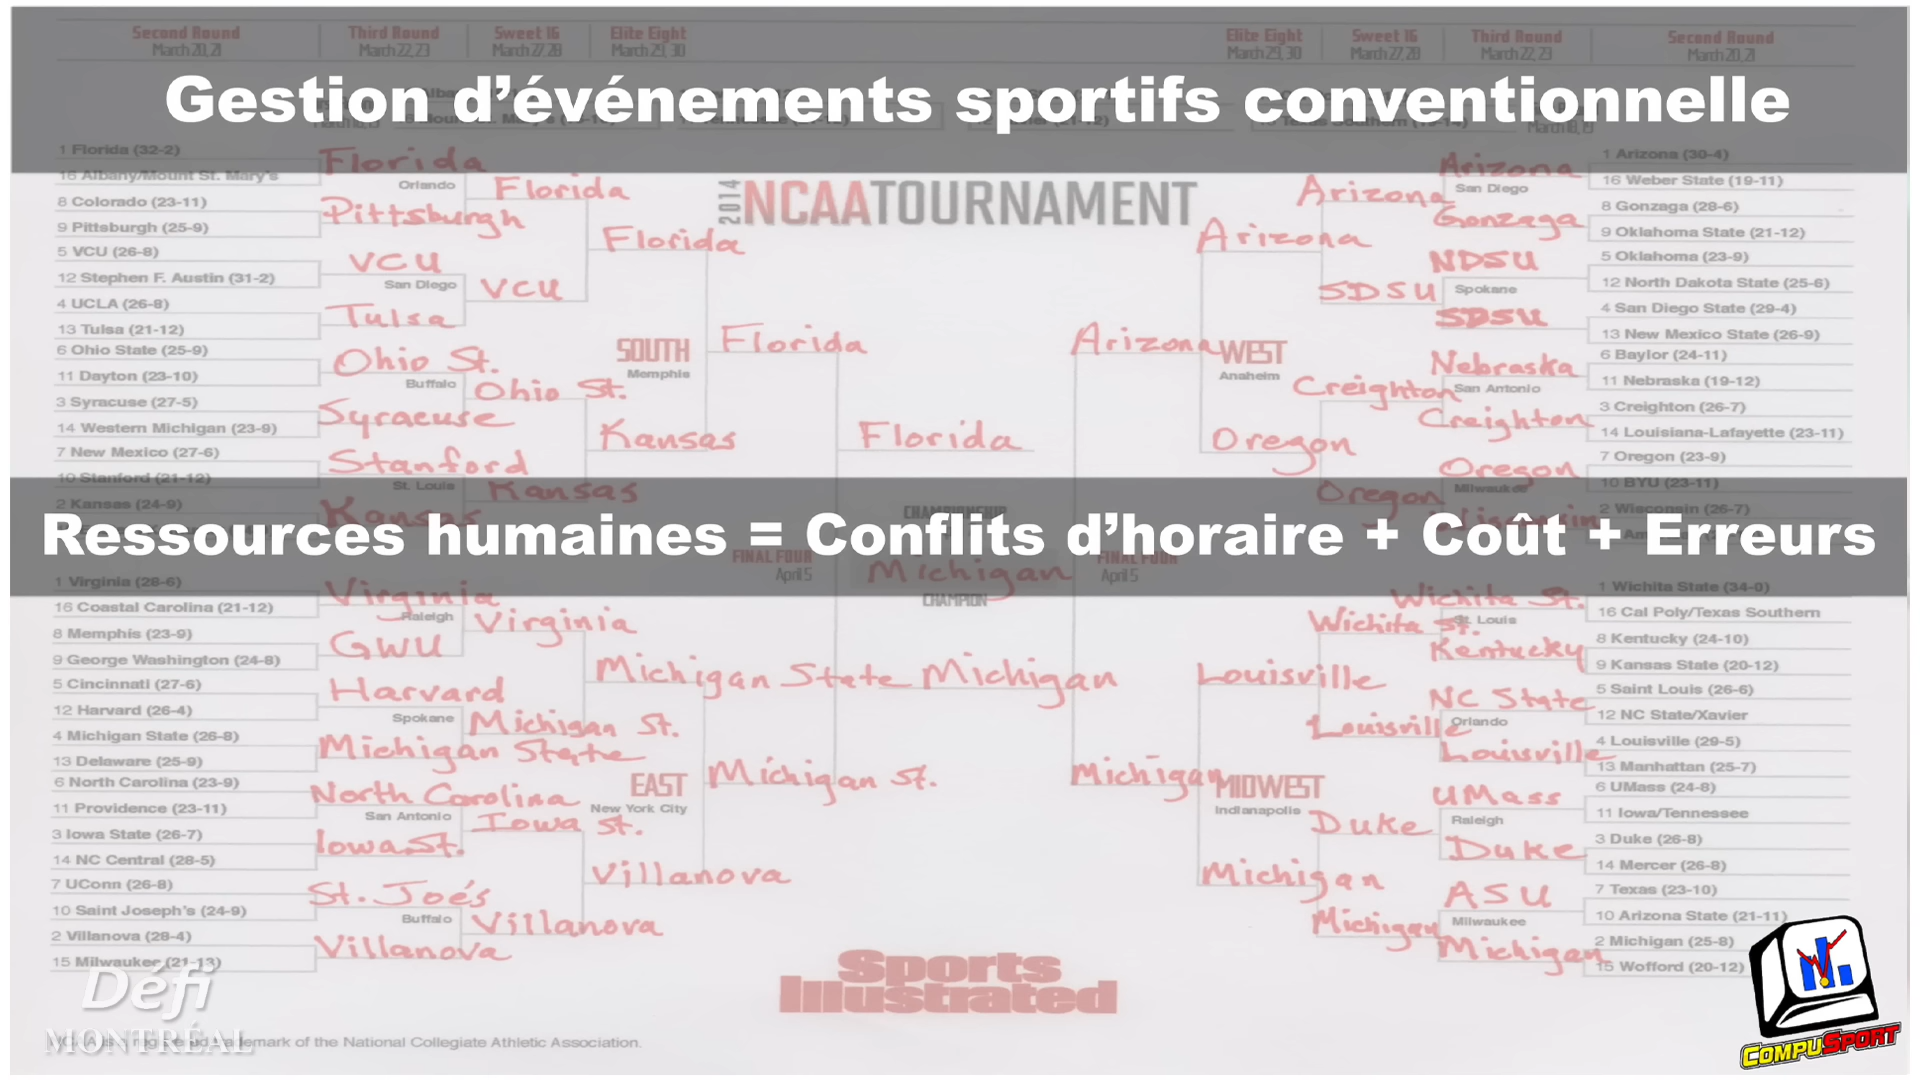 Second Round
March 20, 21
Third Round
March 22, 23
Sweet 16
March 27, 28
Elite Eight
March 29, 30
Elite Eight
March 29, 30
Sweet 16
March 27, 28
Third Round
March 22, 23
Second Round
March 20, 21
Gestion d’événements sportifs conventionnelle
2014 NCAA TOURNAMENT
1 Florida (32-2)
16 Albany/Mount St. Mary's
8 Colorado (23-11)
9 Pittsburgh (25-9)
5 VCU (26-8)
12 Stephen F. Austin (31-2)
4 UCLA (26-8)
13 Tulsa (21-12)
6 Ohio State (25-9)
11 Dayton (23-10)
3 Syracuse (27-5)
14 Western Michigan (23-9)
7 New Mexico (27-6)
10 Stanford (21-12)
2 Kansas (24-9)
Florida
Orlando
Pittsburgh
VCU
San Diego
Tulsa
Ohio St.
Buffalo
Syracuse
Stanford
St. Louis
Kansas
Florida
VCU
Ohio St.
Kansas
Florida
Kansas
SOUTH
Memphis
Florida
Florida
Arizona
WEST
Anaheim
Arizona
Oregon
Arizona
SDSU
Creighton
Oregon
Arizona
San Diego
Gonzaga
NDSU
Spokane
SDSU
Nebraska
San Antonio
Creighton
Oregon
Milwaukee
1 Arizona (30-4)
16 Weber State (19-11)
8 Gonzaga (28-6)
9 Oklahoma State (21-12)
5 Oklahoma (23-9)
12 North Dakota State (25-6)
4 San Diego State (29-4)
13 New Mexico State (26-9)
6 Baylor (24-11)
11 Nebraska (19-12)
3 Creighton (26-7)
14 Louisiana-Lafayette (23-11)
7 Oregon (23-9)
10 BYU (23-11)
2 Wisconsin (26-7)
CHAMPIONSHIP
Ressources humaines = Conflits d’horaire + Coût + Erreurs
FINAL FOUR
April 5
Michigan
CHAMPION
FINAL FOUR
April 5
1 Virginia (28-6)
16 Coastal Carolina (21-12)
8 Memphis (23-9)
9 George Washington (24-8)
5 Cincinnati (27-6)
12 Harvard (26-4)
4 Michigan State (26-8)
13 Delaware (25-9)
6 North Carolina (23-9)
11 Providence (23-11)
3 Iowa State (26-7)
14 NC Central (28-5)
7 UConn (26-8)
10 Saint Joseph's (24-9)
2 Villanova (28-4)
15 Milwaukee (21-13)
Virginia
Raleigh
GWU
Harvard
Spokane
Michigan State
North Carolina
San Antonio
Iowa St.
St. Joe's
Buffalo
Villanova
Virginia
Michigan St.
Iowa St.
Villanova
Michigan State
Villanova
EAST
New York City
Michigan St.
Michigan
Michigan
MIDWEST
Indianapolis
Louisville
Michigan
Wichita St.
Louisville
Duke
Michigan
Wichita St.
St. Louis
Kentucky
NC State
Orlando
Louisville
UMass
Raleigh
Duke
ASU
Milwaukee
Michigan
1 Wichita State (34-0)
16 Cal Poly/Texas Southern
8 Kentucky (24-10)
9 Kansas State (20-12)
5 Saint Louis (26-6)
12 NC State/Xavier
4 Louisville (29-5)
13 Manhattan (25-7)
6 UMass (24-8)
11 Iowa/Tennessee
3 Duke (26-8)
14 Mercer (26-8)
7 Texas (23-10)
10 Arizona State (21-11)
2 Michigan (25-8)
15 Wofford (20-12)
Sports
Illustrated
Défi
MONTRÉAL
emark of the National Collegiate Athletic Association.
COMPUSPORT